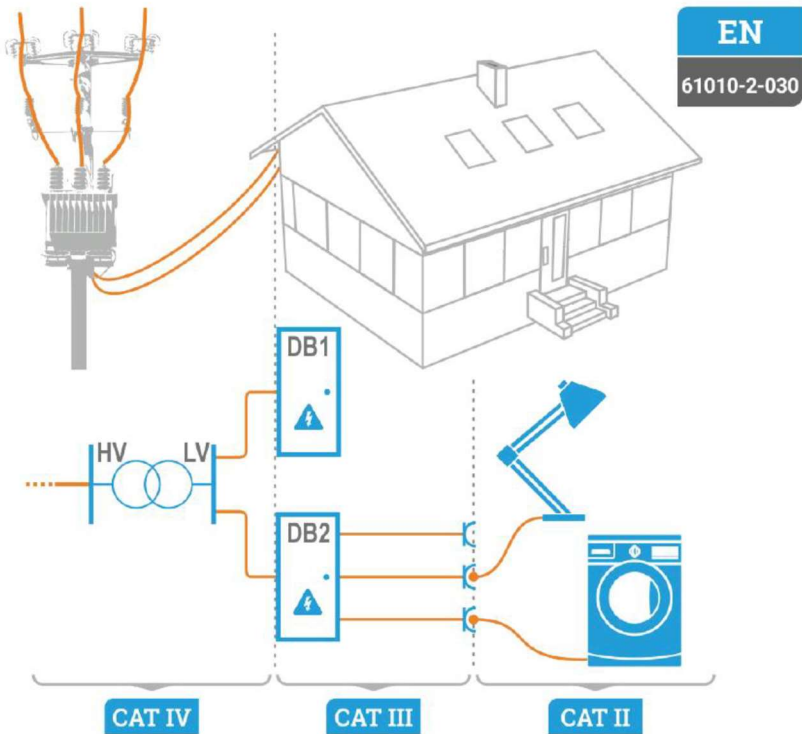 EN
61010-2-030
DB1
HV
LV
DB2
CAT IV
CAT III
CAT II